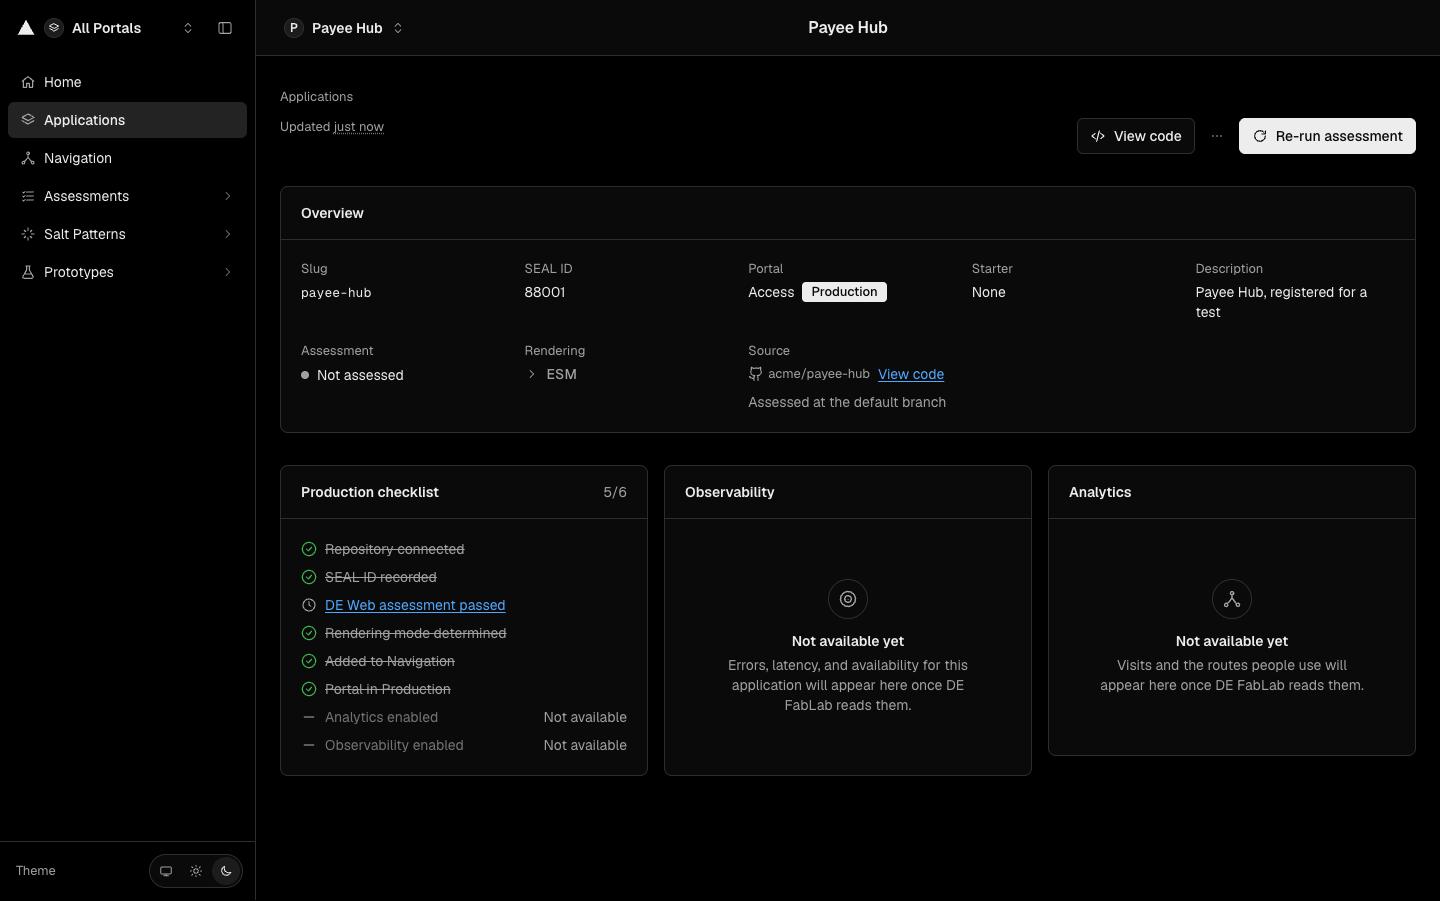 All Portals
Payee Hub
Payee Hub
Home
Applications
Navigation
Assessments
Salt Patterns
Prototypes
Applications
Updated just now
View code
Re-run assessment
Overview
Slug
payee-hub
SEAL ID
88001
Portal
Access Production
Starter
None
Description
Payee Hub, registered for a
test
Assessment
Not assessed
Rendering
ESM
Source
acme/payee-hub View code
Assessed at the default branch
Production checklist 5/6
Repository connected
SEAL ID recorded
DE Web assessment passed
Rendering mode determined
Added to Navigation
Portal in Production
Analytics enabled Not available
Observability enabled Not available
Observability
Not available yet
Errors, latency, and availability for this
application will appear here once DE
FabLab reads them.
Analytics
Not available yet
Visits and the routes people use will
appear here once DE FabLab reads them.
Theme